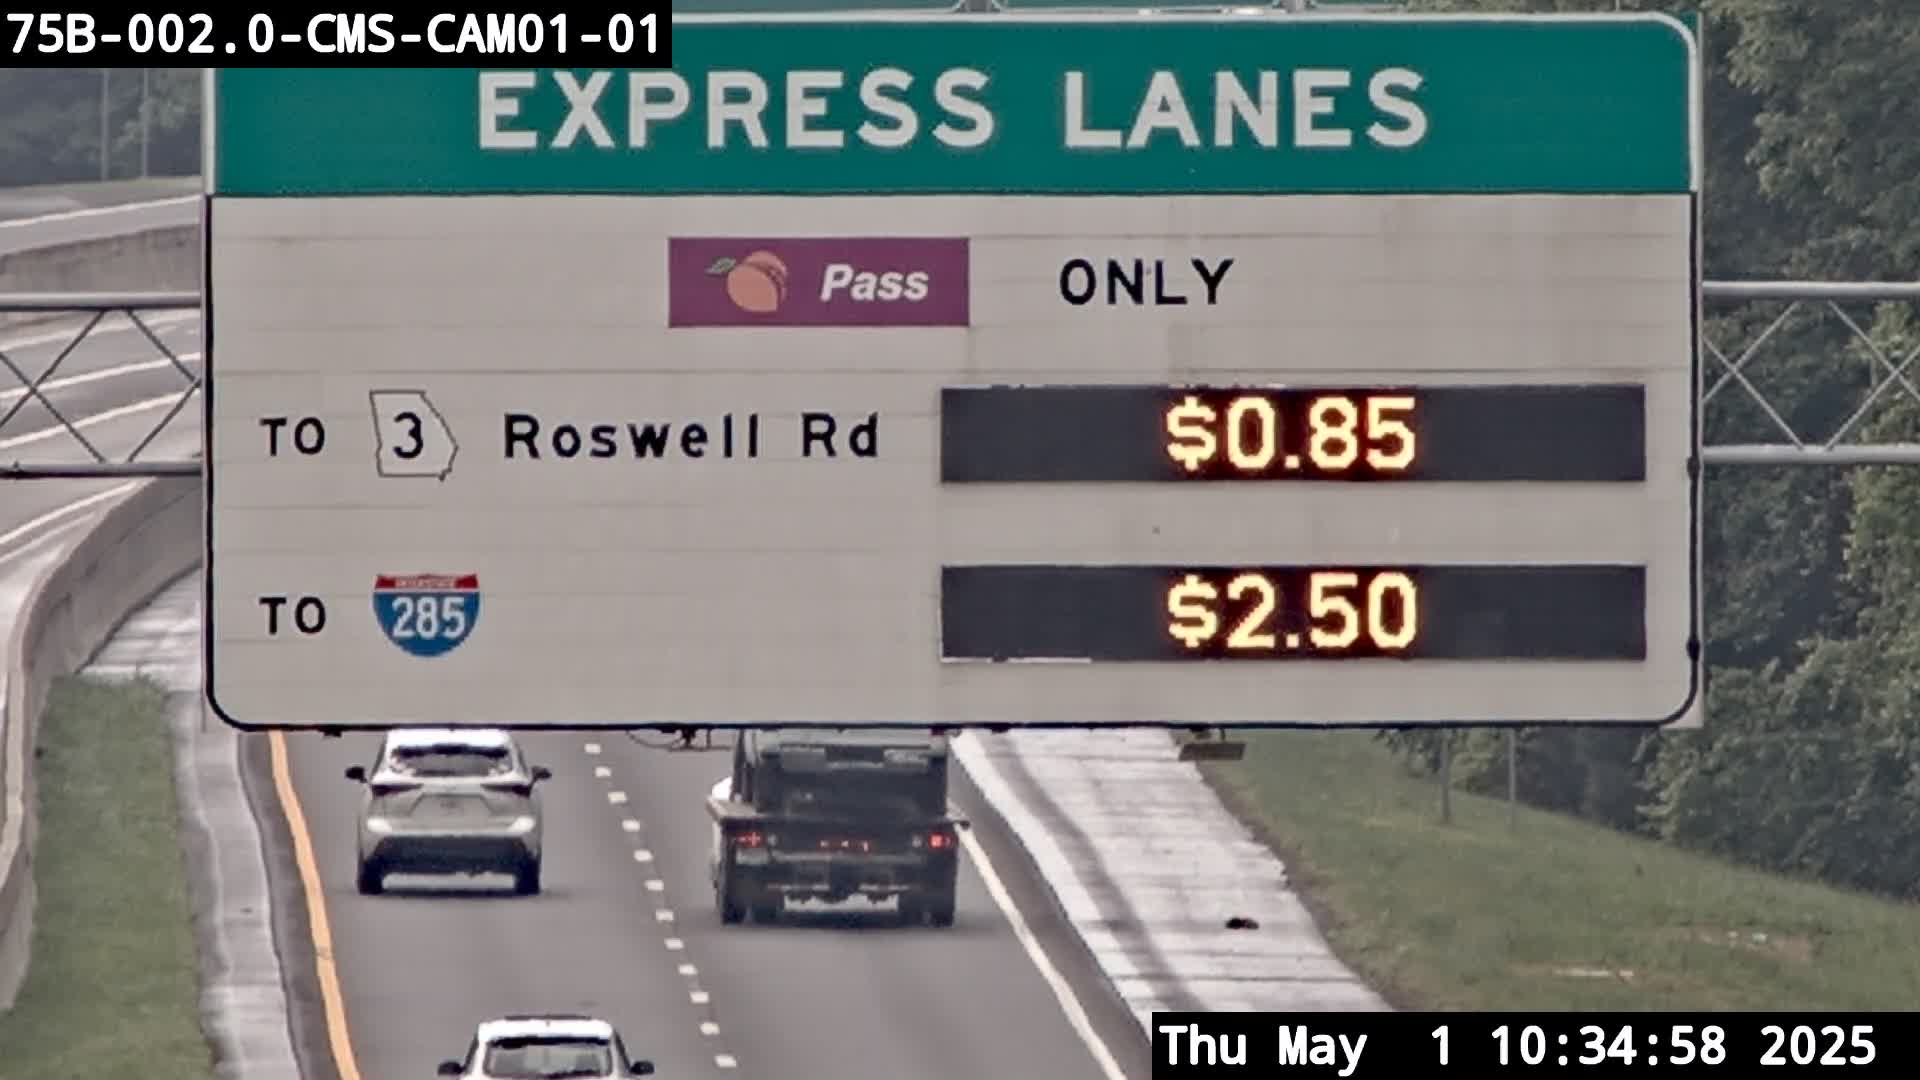 75B-002.0-CMS-CAM01-01
EXPRESS LANES
Pass ONLY
TO 3 Roswell Rd $0.85
TO INTERSTATE 285 $2.50
Thu May 1 10:34:58 2025